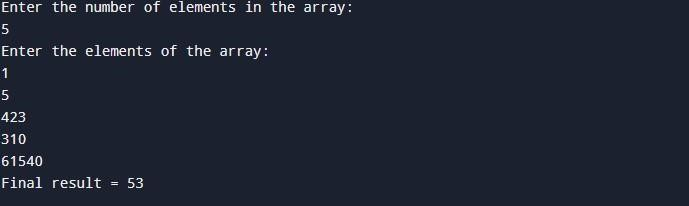 Enter the number of elements in the array:
5
Enter the elements of the array:
1
5
423
310
61540
Final result = 53